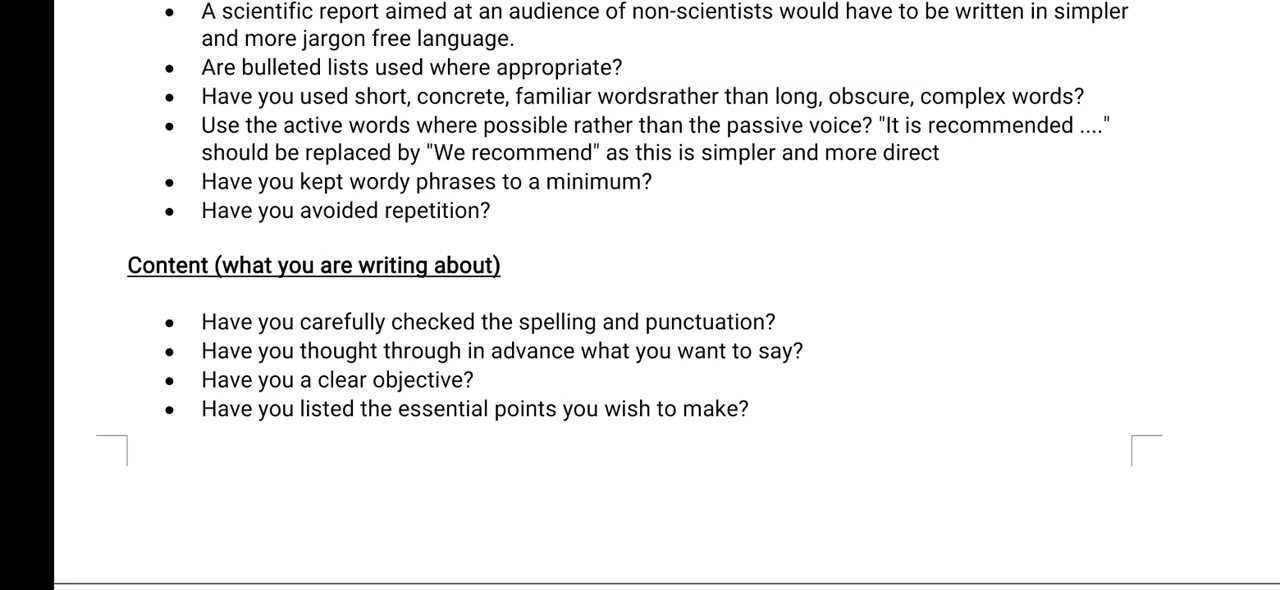 • A scientific report aimed at an audience of non-scientists would have to be written in simpler
and more jargon free language.
• Are bulleted lists used where appropriate?
• Have you used short, concrete, familiar wordsrather than long, obscure, complex words?
• Use the active words where possible rather than the passive voice? "It is recommended ...."
should be replaced by "We recommend" as this is simpler and more direct
• Have you kept wordy phrases to a minimum?
• Have you avoided repetition?
Content (what you are writing about)
• Have you carefully checked the spelling and punctuation?
• Have you thought through in advance what you want to say?
• Have you a clear objective?
• Have you listed the essential points you wish to make?